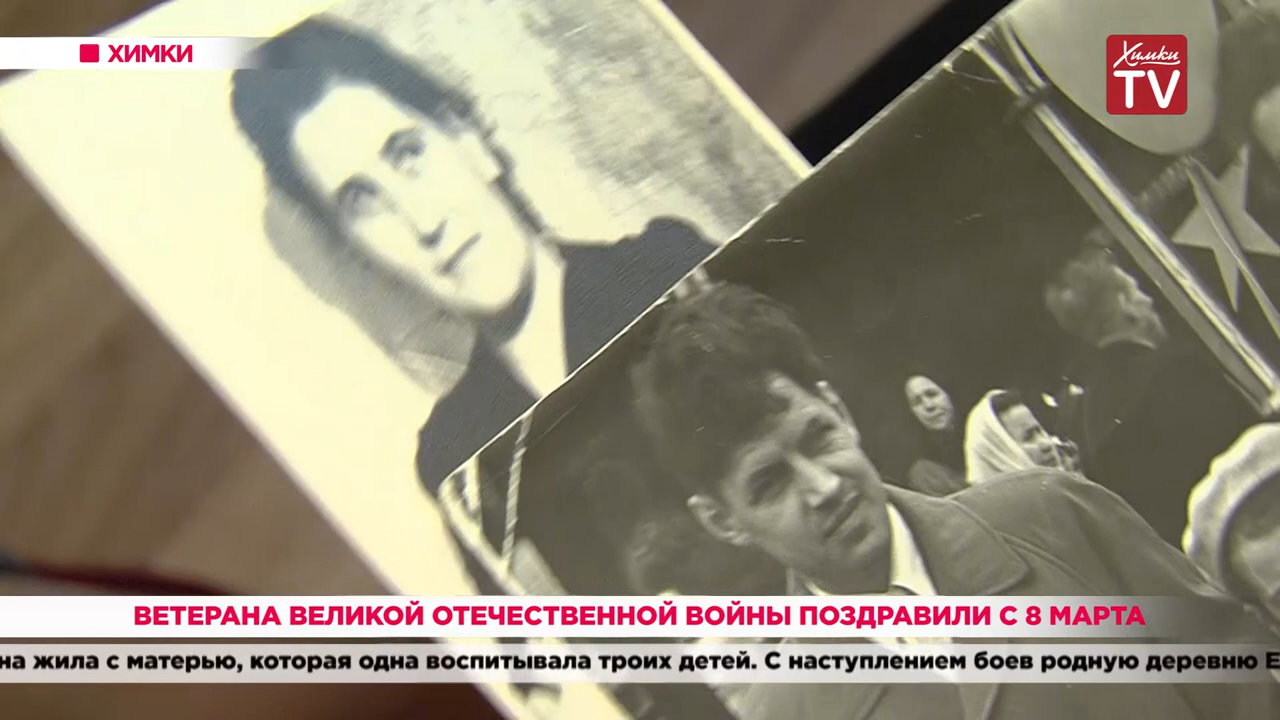 ХИМКИ
Химки
TV
ВЕТЕРАНА ВЕЛИКОЙ ОТЕЧЕСТВЕННОЙ ВОЙНЫ ПОЗДРАВИЛИ С 8 МАРТА
на жила с матерью, которая одна воспитывала троих детей. С наступлением боев родную деревню Е